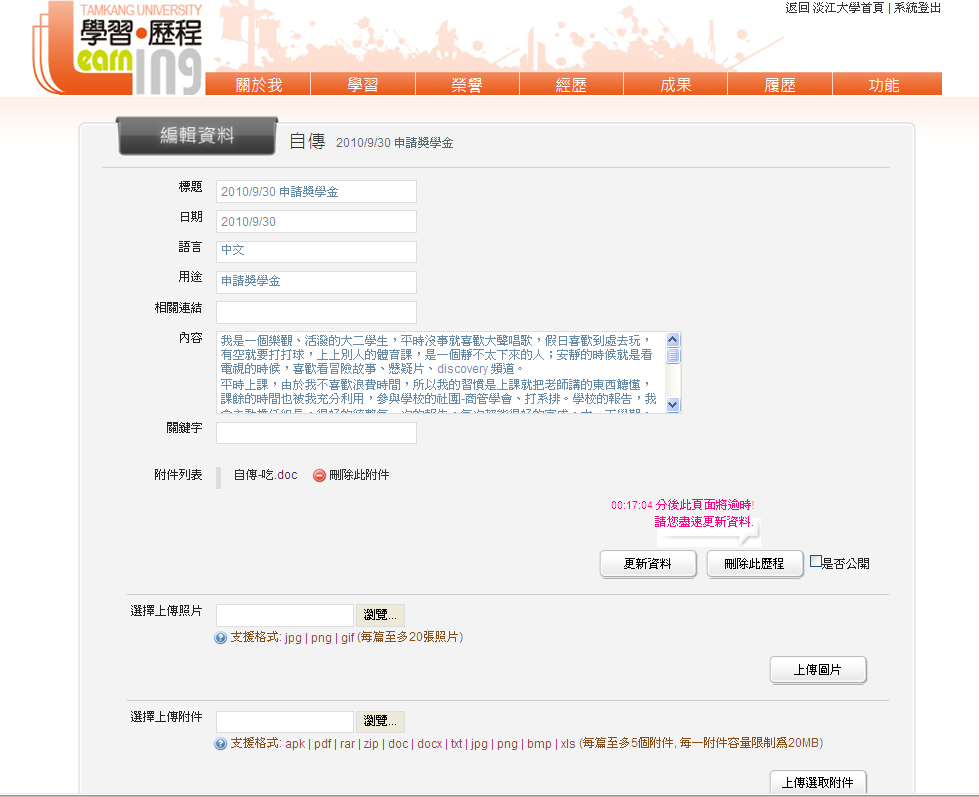 返回 淡江大學首頁 | 系統登出
TAMKANG UNIVERSITY
學習•歷程
Learning
關於我 學習 榮譽 經歷 成果 履歷 功能
編輯資料 自傳 2010/9/30 申請獎學金
標題 2010/9/30 申請獎學金
日期 2010/9/30
語言 中文
用途 申請獎學金
相關連結
內容 我是一個樂觀、活潑的大二學生，平時沒事就喜歡大聲唱歌，假日喜歡到處去玩，
有空就要打打球，上上別人的體育課，是一個靜不太下來的人；安靜的時候就是看
電視的時候，喜歡看冒險故事、懸疑片、discovery 頻道。
平時上課，由於我不喜歡浪費時間，所以我的習慣是上課就把老師講的東西聽懂，
課餘的時間也被我充分利用，參與學校的社團-商管學會、打系排。學校的報告，我
關鍵字
附件列表 自傳-吃.doc 刪除此附件
00:17:04 分後此頁面將逾時!
請您盡速更新資料.
更新資料 刪除此歷程 是否公開
選擇上傳照片 瀏覽...
支援格式: jpg | png | gif (每篇至多20張照片)
上傳圖片
選擇上傳附件 瀏覽...
支援格式: apk | pdf | rar | zip | doc | docx | txt | jpg | png | bmp | xls (每篇至多5個附件, 每一附件容量限制為20MB)
上傳選取附件